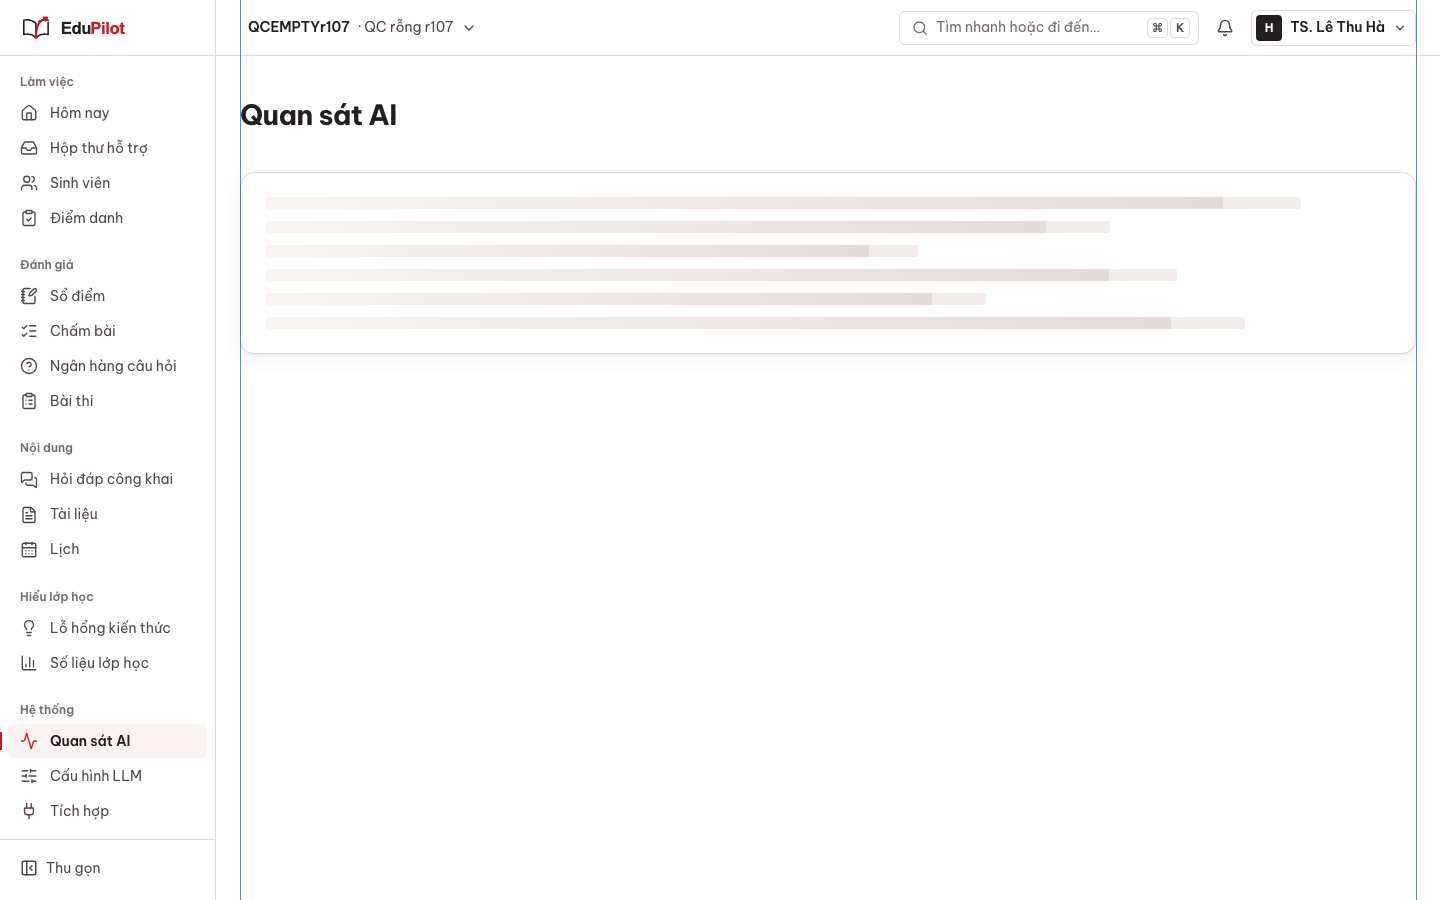 EduPilot
QCEMPTYr107 · QC rỗng r107
Tìm nhanh hoặc đi đến...
⌘ K
H
TS. Lê Thu Hà
Làm việc
Hôm nay
Hộp thư hỗ trợ
Sinh viên
Điểm danh
Đánh giá
Sổ điểm
Chấm bài
Ngân hàng câu hỏi
Bài thi
Nội dung
Hỏi đáp công khai
Tài liệu
Lịch
Hiểu lớp học
Lỗ hổng kiến thức
Số liệu lớp học
Hệ thống
Quan sát AI
Cấu hình LLM
Tích hợp
Thu gọn
Quan sát AI